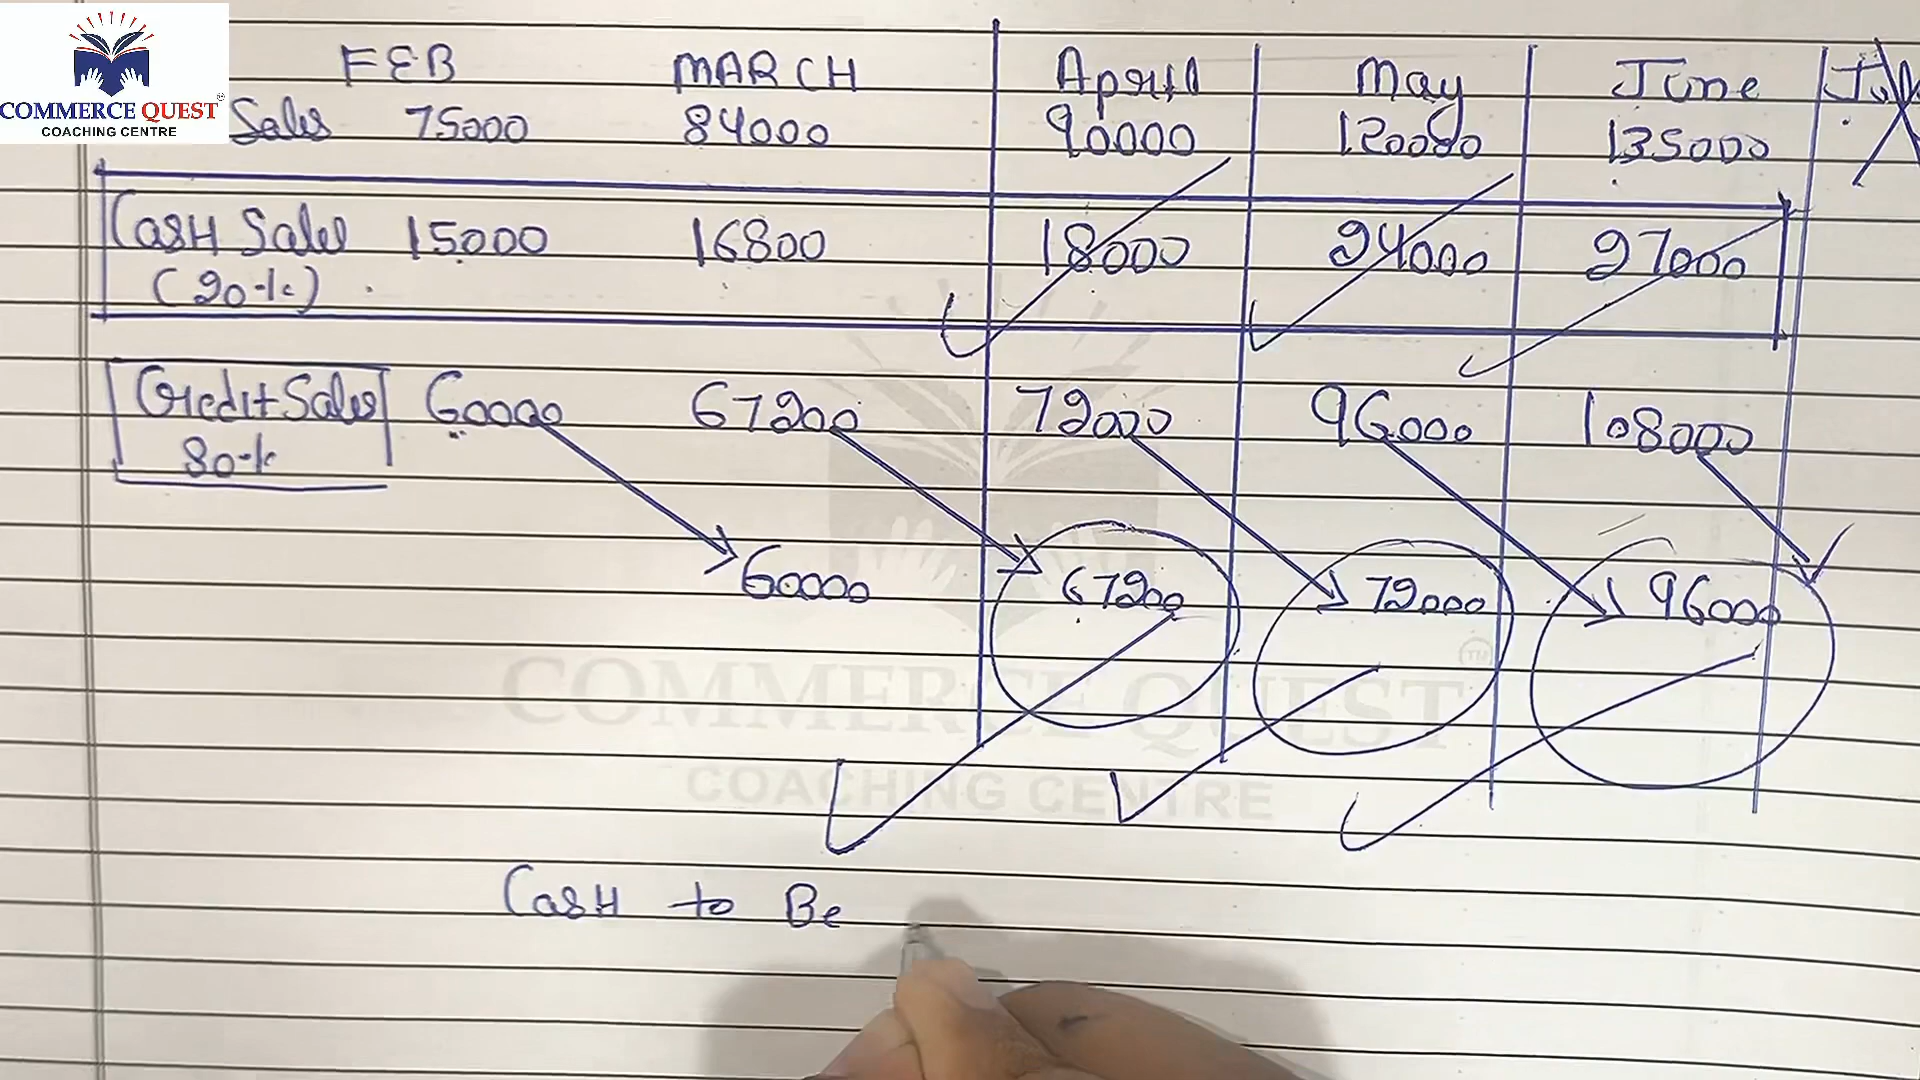 COMMERCE QUEST
COACHING CENTRE
FEB MARCH April May June
Sales 75000 84000 90000 120000 135000
Cash Sales 15000 16800 18000 24000 27000
(20%)
Credit Sales 60000 67200 72000 96000 108000
80%
60000 67200 72000 96000
TM
COMMERCE QUEST
COACHING CENTRE
Cash to Be